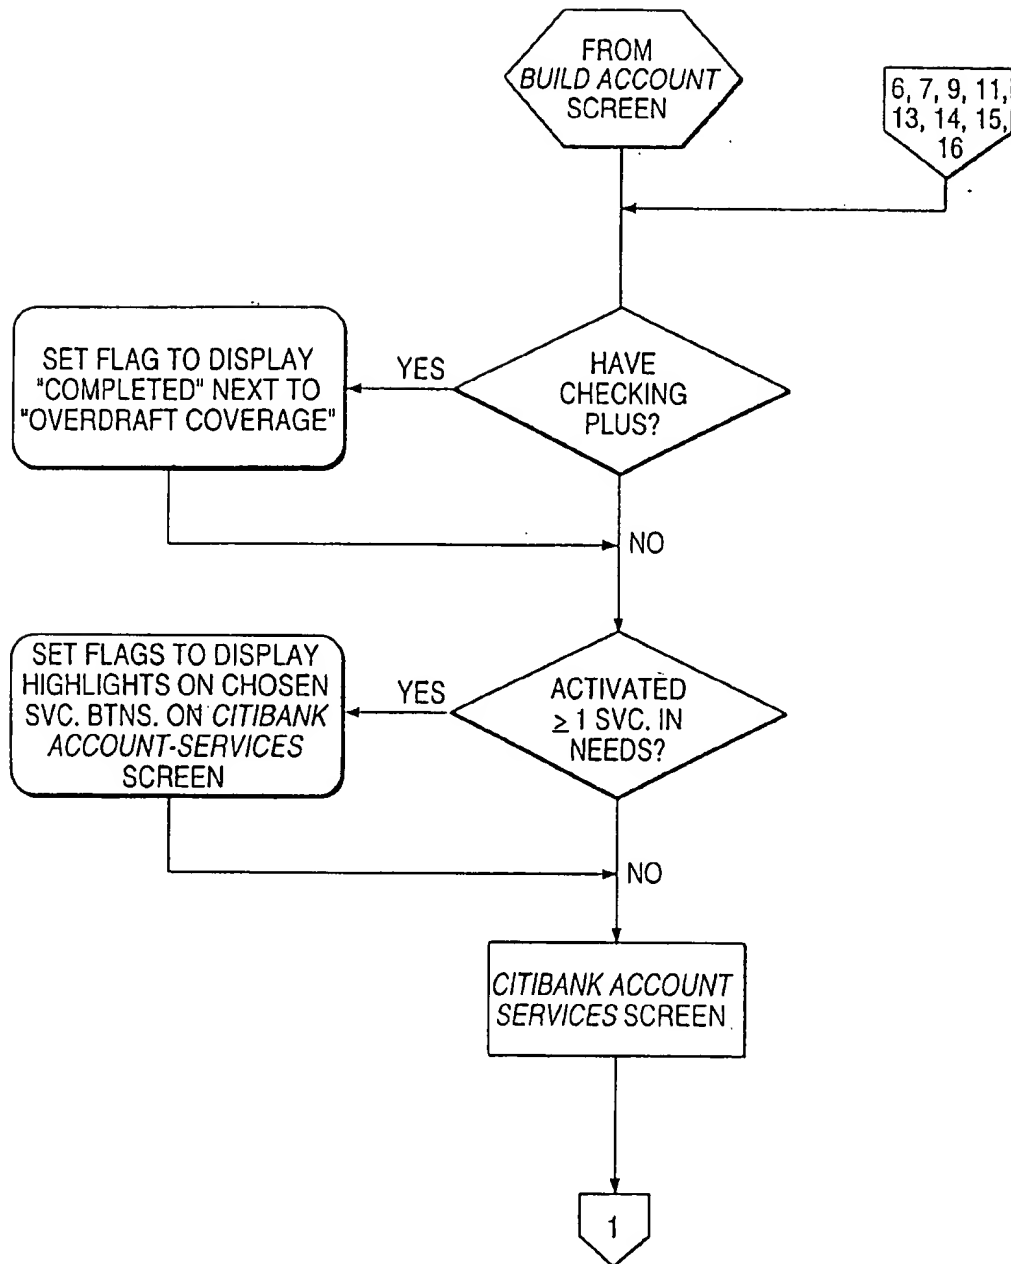 FROM
BUILD ACCOUNT
SCREEN
6, 7, 9, 11,
13, 14, 15,
16
HAVE
CHECKING
PLUS?
YES
SET FLAG TO DISPLAY
"COMPLETED" NEXT TO
"OVERDRAFT COVERAGE"
NO
ACTIVATED
≥ 1 SVC. IN
NEEDS?
YES
SET FLAGS TO DISPLAY
HIGHLIGHTS ON CHOSEN
SVC. BTNS. ON CITIBANK
ACCOUNT-SERVICES
SCREEN
NO
CITIBANK ACCOUNT
SERVICES SCREEN
1